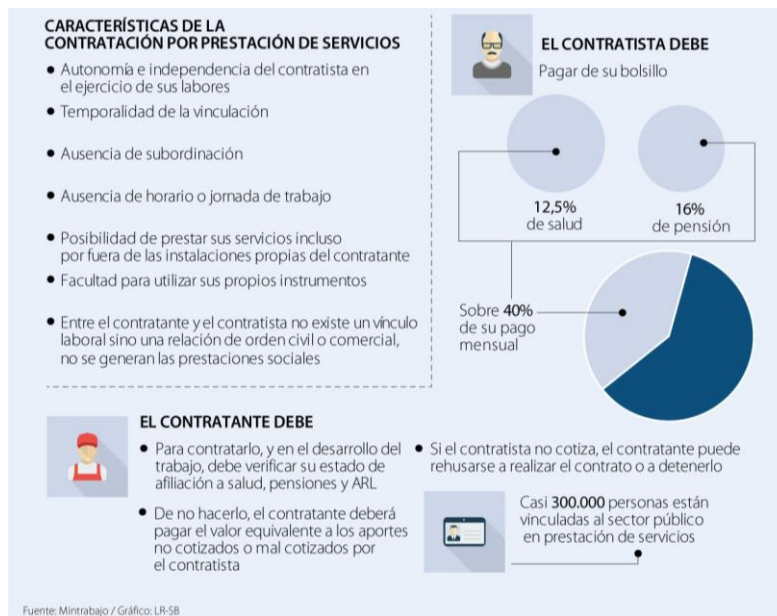 CARACTERÍSTICAS DE LA
CONTRATACIÓN POR PRESTACIÓN DE SERVICIOS
● Autonomía e independencia del contratista en
el ejercicio de sus labores
● Temporalidad de la vinculación
● Ausencia de subordinación
● Ausencia de horario o jornada de trabajo
● Posibilidad de prestar sus servicios incluso
por fuera de las instalaciones propias del contratante
● Facultad para utilizar sus propios instrumentos
● Entre el contratante y el contratista no existe un vínculo
laboral sino una relación de orden civil o comercial,
no se generan las prestaciones sociales
EL CONTRATISTA DEBE
Pagar de su bolsillo
12,5%
de salud
16%
de pensión
Sobre 40%
de su pago
mensual
EL CONTRATANTE DEBE
● Para contratarlo, y en el desarrollo del
trabajo, debe verificar su estado de
afiliación a salud, pensiones y ARL
● De no hacerlo, el contratante deberá
pagar el valor equivalente a los aportes
no cotizados o mal cotizados por
el contratista
● Si el contratista no cotiza, el contratante puede
rehusarse a realizar el contrato o a detenerlo
Casi 300.000 personas están
vinculadas al sector público
en prestación de servicios
Fuente: Mintrabajo / Gráfico: LR-SB